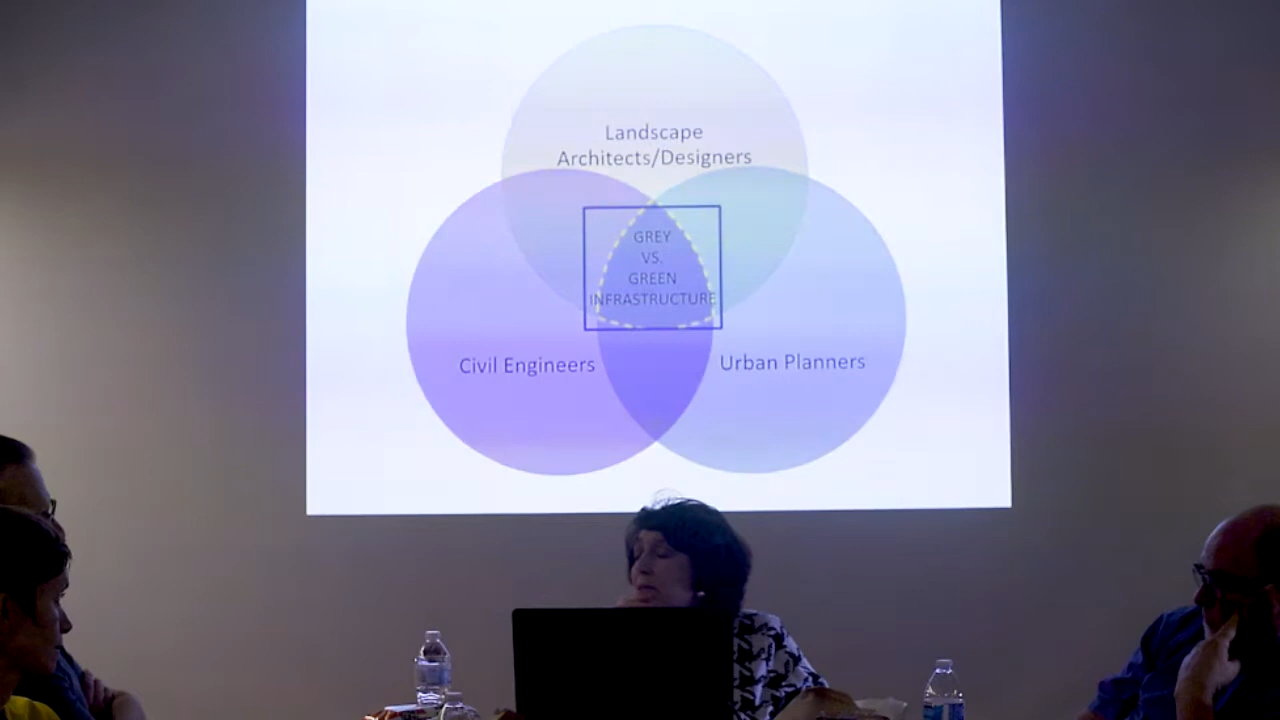 Landscape
Architects/Designers
GREY
VS.
GREEN
INFRASTRUCTURE
Civil Engineers
Urban Planners